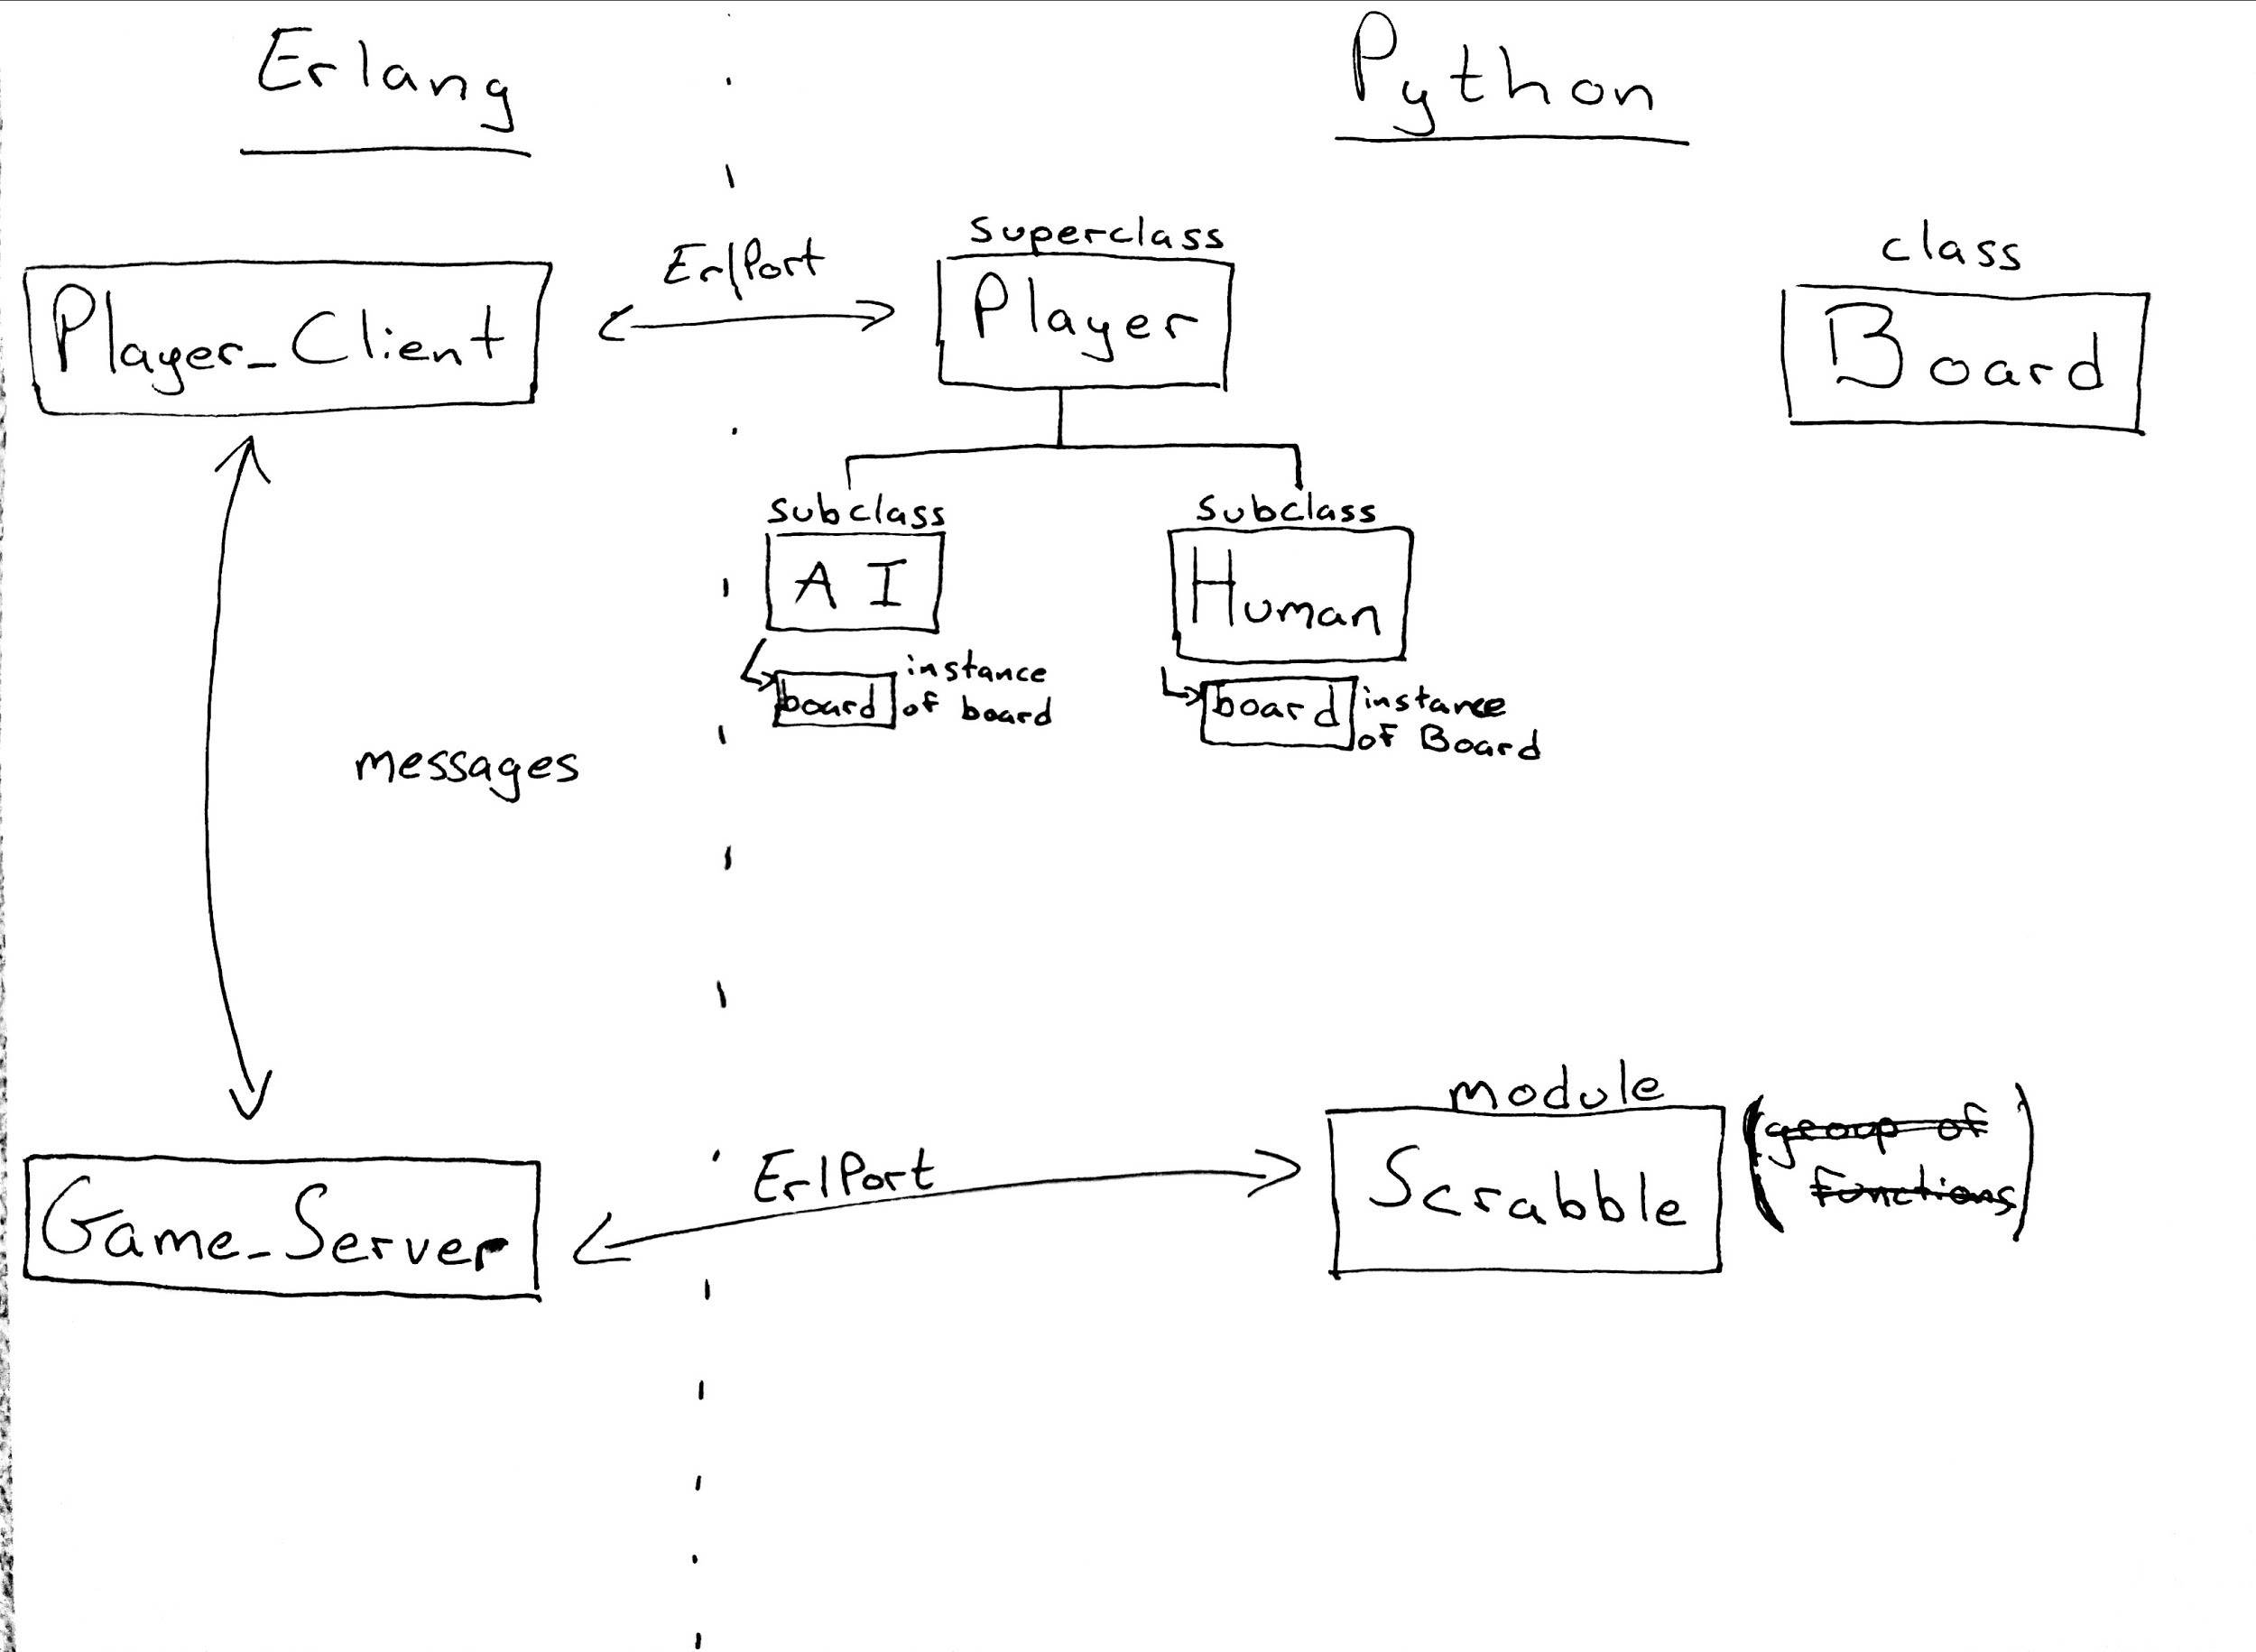 Erlang
Python
Player_Client
ErlPort
superclass
Player
class
Board
subclass
AI
board
instance
of board
subclass
Human
board
instance
of Board
messages
Game_Server
ErlPort
module
Scrabble
(group of
functions)